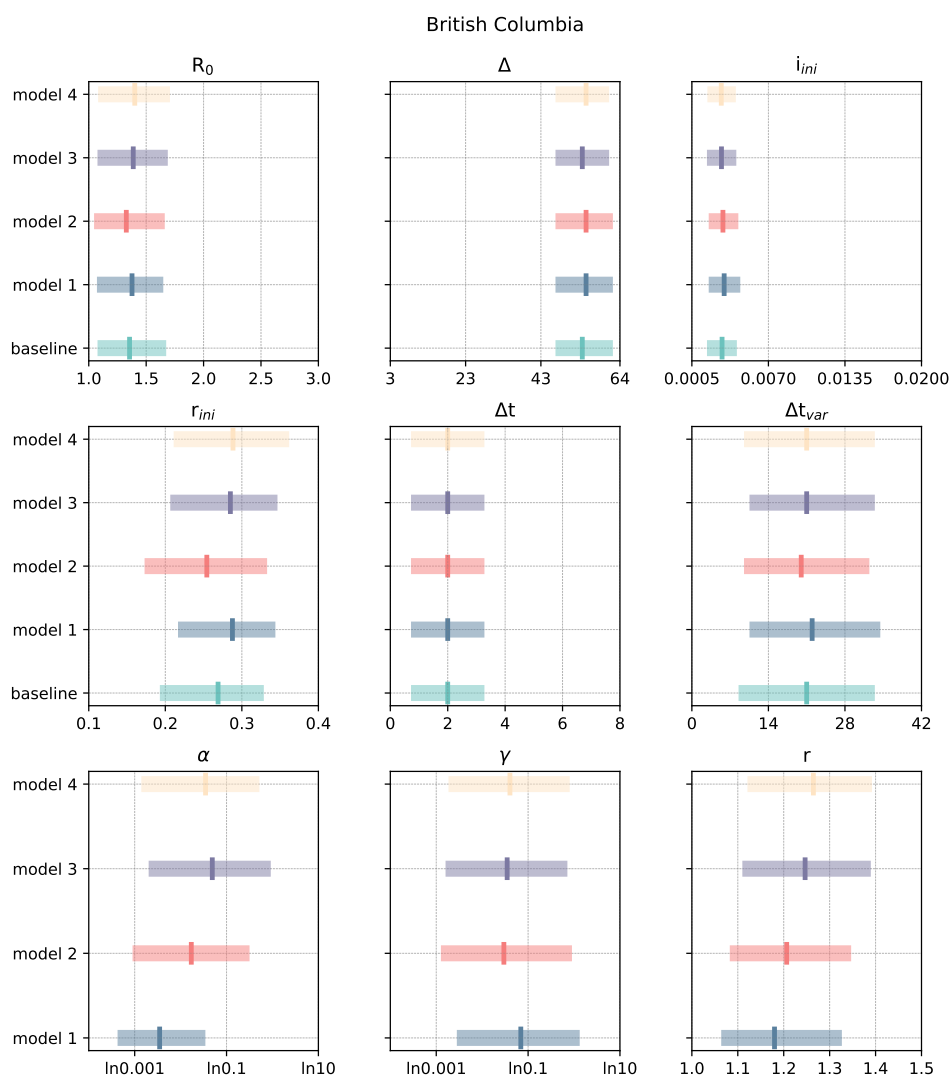 British Columbia
R₀ Δ iᵢₙᵢ
model 4
model 3
model 2
model 1
baseline
1.0 1.5 2.0 2.5 3.0 3 23 43 64 0.0005 0.0070 0.0135 0.0200
rᵢₙᵢ Δt Δtᵥₐᵣ
model 4
model 3
model 2
model 1
baseline
0.1 0.2 0.3 0.4 0 2 4 6 8 0 14 28 42
α γ r
model 4
model 3
model 2
model 1
ln0.001 ln0.1 ln10 ln0.001 ln0.1 ln10 1.0 1.1 1.2 1.3 1.4 1.5